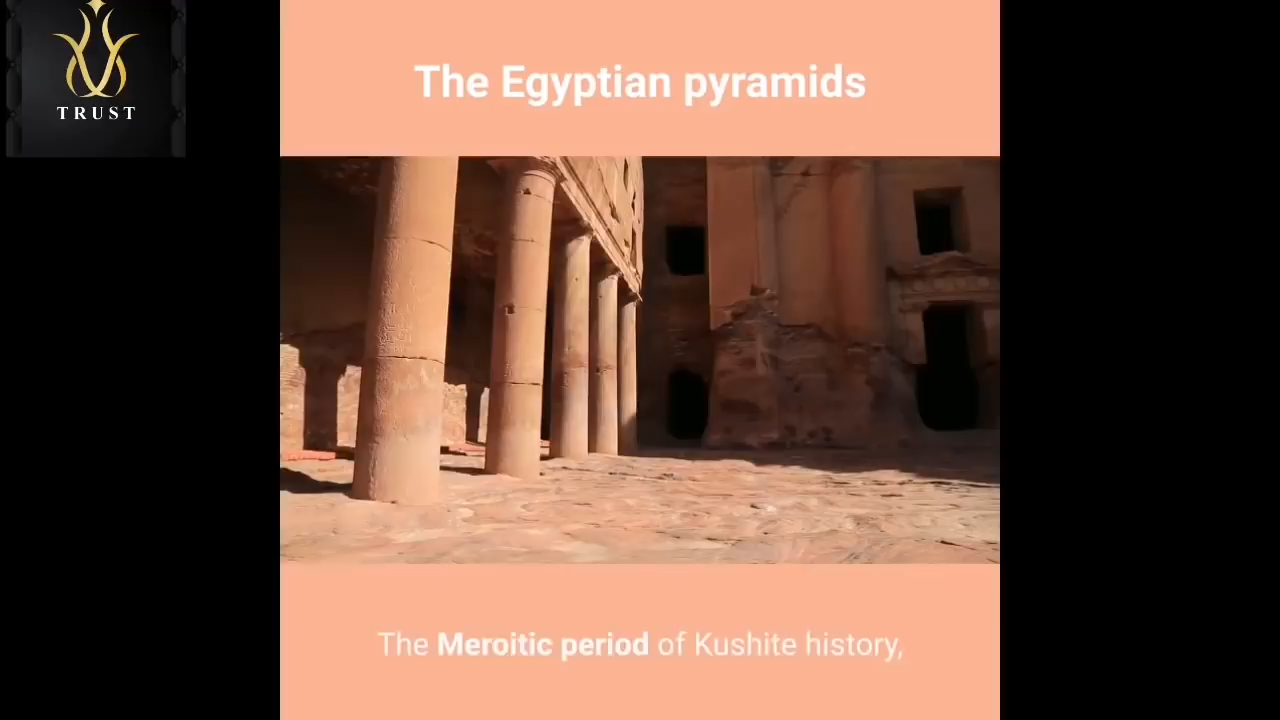 TRUST
The Egyptian pyramids
The Meroitic period of Kushite history,